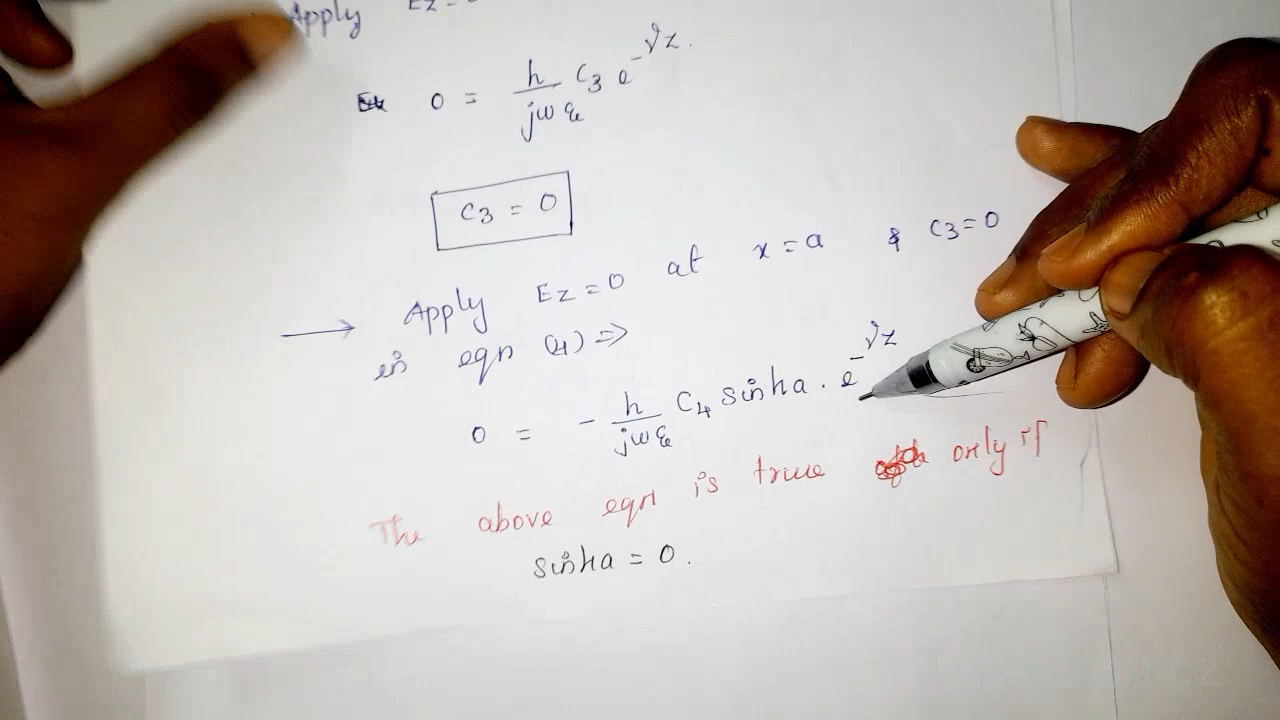 Apply Ez =
0 = h/jωε C3 e^-γz.
C3 = 0
→ Apply Ez = 0 at x = a & C3 = 0
in eqn (4) ⇒
0 = - h/jωε C4 sinha . e^-γz
The above eqn is true only if
sinha = 0.